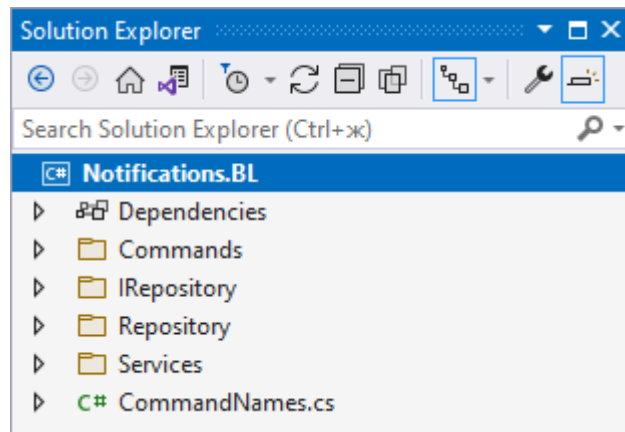 Solution Explorer
Search Solution Explorer (Ctrl+ж)
C# Notifications.BL
Dependencies
Commands
IRepository
Repository
Services
C# CommandNames.cs